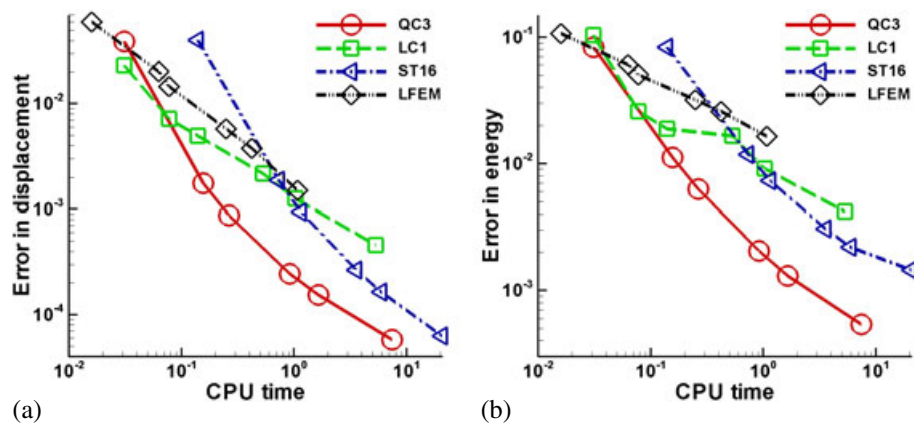 QC3
LC1
ST16
LFEM
10^-2
10^-3
10^-4
Error in displacement
10^-2 10^-1 10^0 10^1
CPU time
(a)
QC3
LC1
ST16
LFEM
10^-1
10^-2
10^-3
Error in energy
10^-2 10^-1 10^0 10^1
CPU time
(b)